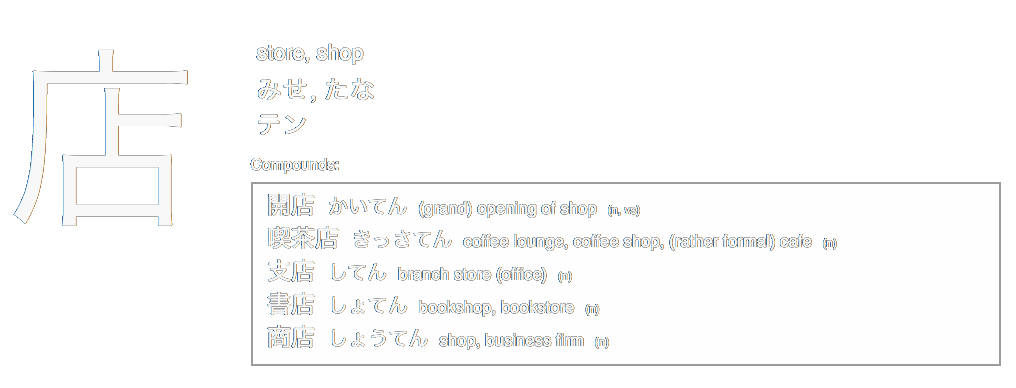 店
store, shop
みせ, たな
テン
Compounds:
開店 かいてん (grand) opening of shop (n, vs)
喫茶店 きっさてん coffee lounge, coffee shop, (rather formal) cafe (n)
支店 してん branch store (office) (n)
書店 しょてん bookshop, bookstore (n)
商店 しょうてん shop, business firm (n)